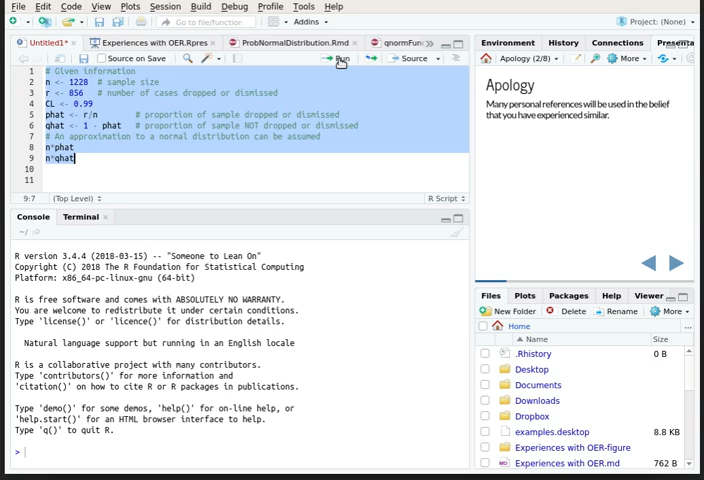 File Edit Code View Plots Session Build Debug Profile Tools Help
Go to file/function Addins Project: (None)
Untitled1* Experiences with OER.Rpres ProbNormalDistribution.Rmd qnormFun
Source on Save Run Source
1 # Given information
2 n <- 1228 # sample size
3 r <- 856 # number of cases dropped or dismissed
4 CL <- 0.99
5 phat <- r/n # proportion of sample dropped or dismissed
6 qhat <- 1 - phat # proportion of sample NOT dropped or dismissed
7 # An approximation to a normal distribution can be assumed
8 n*phat
9 n*qhat
10
11
9:7 (Top Level) R Script
Console Terminal
~/
R version 3.4.4 (2018-03-15) -- "Someone to Lean On"
Copyright (C) 2018 The R Foundation for Statistical Computing
Platform: x86_64-pc-linux-gnu (64-bit)
R is free software and comes with ABSOLUTELY NO WARRANTY.
You are welcome to redistribute it under certain conditions.
Type 'license()' or 'licence()' for distribution details.
Natural language support but running in an English locale
R is a collaborative project with many contributors.
Type 'contributors()' for more information and
'citation()' on how to cite R or R packages in publications.
Type 'demo()' for some demos, 'help()' for on-line help, or
'help.start()' for an HTML browser interface to help.
Type 'q()' to quit R.
>
Environment History Connections Presenta
Apology (2/8) More
Apology
Many personal references will be used in the belief
that you have experienced similar.
Files Plots Packages Help Viewer
New Folder Delete Rename More
Home ...
Name Size
.Rhistory 0 B
Desktop
Documents
Downloads
Dropbox
examples.desktop 8.8 KB
Experiences with OER-figure
Experiences with OER.md 762 B